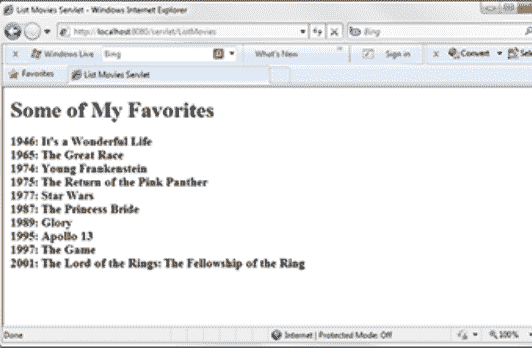 List Movies Servlet - Windows Internet Explorer
http://localhost:8080/servlet/ListMovies
Bing
x Windows Live Bing What's New Sign in x Convert Sele
Favorites List Movies Servlet
Some of My Favorites
1946: It's a Wonderful Life
1965: The Great Race
1974: Young Frankenstein
1975: The Return of the Pink Panther
1977: Star Wars
1987: The Princess Bride
1989: Glory
1995: Apollo 13
1997: The Game
2001: The Lord of the Rings: The Fellowship of the Ring
Done Internet | Protected Mode: Off 100%